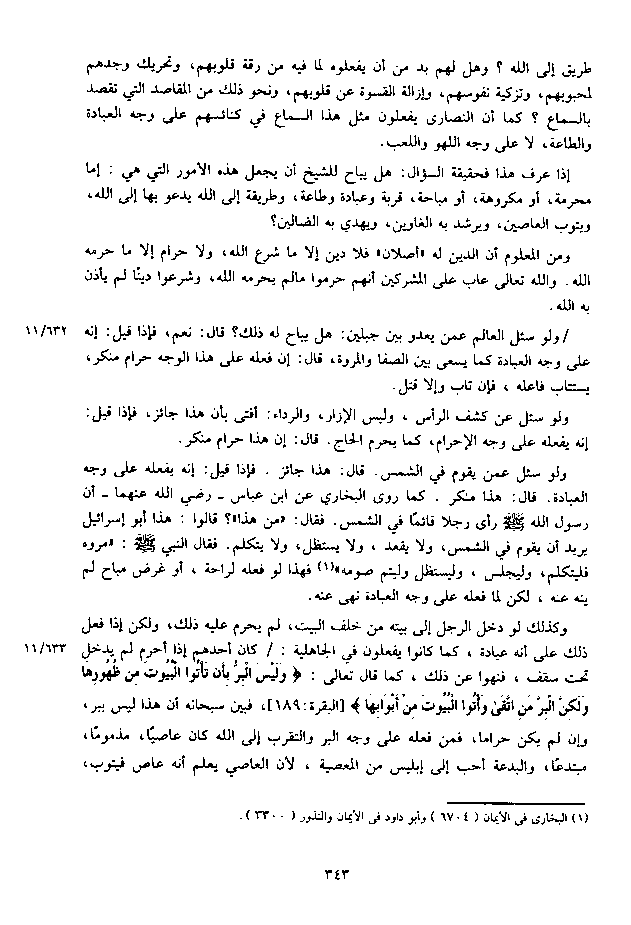 طريق إلى الله ؟ وهل لهم بد من أن يفعلوه لما فيه من رقة قلوبهم، وتحريك وجدهم
لمحبوبهم، وتزكية نفوسهم، وإزالة القسوة عن قلوبهم، ونحو ذلك من المقاصد التي تقصد
بالسماع ؟ كما أن النصارى يفعلون مثل هذا السماع في كنائسهم على وجه العبادة
والطاعة، لا على وجه اللهو واللعب.
إذا عرف هذا فحقيقة السؤال: هل يباح للشيخ أن يجعل هذه الأمور التي هي : إما
محرمة، أو مكروهة، أو مباحة، قربة وعبادة وطاعة، وطريقة إلى الله يدعو بها إلى الله،
ويتوب العاصين، ويرشد به الغاوين، ويهدي به الضالين؟
ومن المعلوم أن الدين له «أصلان» فلا دين إلا ما شرع الله، ولا حرام إلا ما حرمه
الله. والله تعالى عاب على المشركين أنهم حرموا مالم يحرمه الله، وشرعوا دينًا لم يأذن
به الله.
١١/٦٣٢ / ولو سئل العالم عمن يعدو بين جبلين: هل يباح له ذلك؟ قال: نعم، فإذا قيل: إنه
على وجه العبادة كما يسعى بين الصفا والمروة، قال: إن فعله على هذا الوجه حرام منكر،
يستتاب فاعله ، فإن تاب وإلا قتل.
ولو سئل عن كشف الرأس ، ولبس الإزار، والرداء: أفتى بأن هذا جائز، فإذا قيل:
إنه يفعله على وجه الإحرام، كما يحرم الحاج. قال: إن هذا حرام منكر.
ولو سئل عمن يقوم في الشمس. قال: هذا جائز . فإذا قيل: إنه يفعله على وجه
العبادة. قال: هذا منكر . كما روى البخاري عن ابن عباس ـ رضي الله عنهما ـ أن
رسول الله ﷺ رأى رجلا قائمًا في الشمس. فقال: «من هذا»؟ قالوا : هذا أبو إسرائيل
يريد أن يقوم في الشمس، ولا يقعد ، ولا يستظل، ولا يتكلم. فقال النبي ﷺ : «مروه
فليتكلم، وليجلس ، وليستظل وليتم صومه»(١) فهذا لو فعله لراحة ، أو غرض مباح لم
ينه عنه ، لكن لما فعله على وجه العبادة نهى عنه.
وكذلك لو دخل الرجل إلى بيته من خلف البيت، لم يحرم عليه ذلك، ولكن إذا فعل
١١/٦٣٣ ذلك على أنه عبادة ، كما كانوا يفعلون في الجاهلية : / كان أحدهم إذا أحرم لم يدخل
تحت سقف ، فنهوا عن ذلك ، كما قال تعالى : ﴿ وَلَيْسَ الْبِرُّ بِأَن تَأْتُوا الْبُيُوتَ مِن ظُهُورِهَا
وَلَكِنَّ الْبِرَّ مَنِ اتَّقَىٰ وَأْتُوا الْبُيُوتَ مِنْ أَبْوَابِهَا ﴾ [البقرة:١٨٩]، فبين سبحانه أن هذا ليس ببر،
وإن لم يكن حراما، فمن فعله على وجه البر والتقرب إلى الله كان عاصيًا، مذمومًا،
مبتدعًا، والبدعة أحب إلى إبليس من المعصية ، لأن العاصي يعلم أنه عاص فيتوب،
(١) البخارى فى الأيمان ( ٦٧٠٤ ) وأبو داود فى الأيمان والنذور ( ٣٣٠٠ ).
٣٤٣